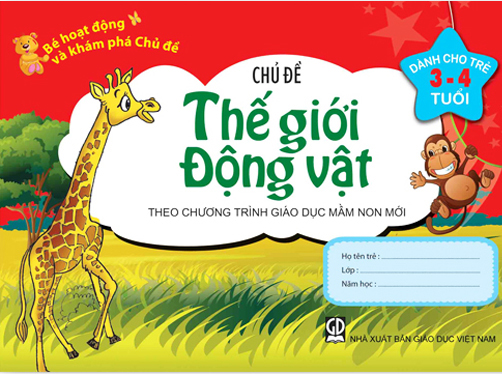 Bé hoạt động
và khám phá Chủ đề
DÀNH CHO TRẺ
3-4
TUỔI
CHỦ ĐỀ
Thế giới
Động vật
THEO CHƯƠNG TRÌNH GIÁO DỤC MẦM NON MỚI
Họ tên trẻ :
Lớp :
Năm học :
GD
NHÀ XUẤT BẢN GIÁO DỤC VIỆT NAM